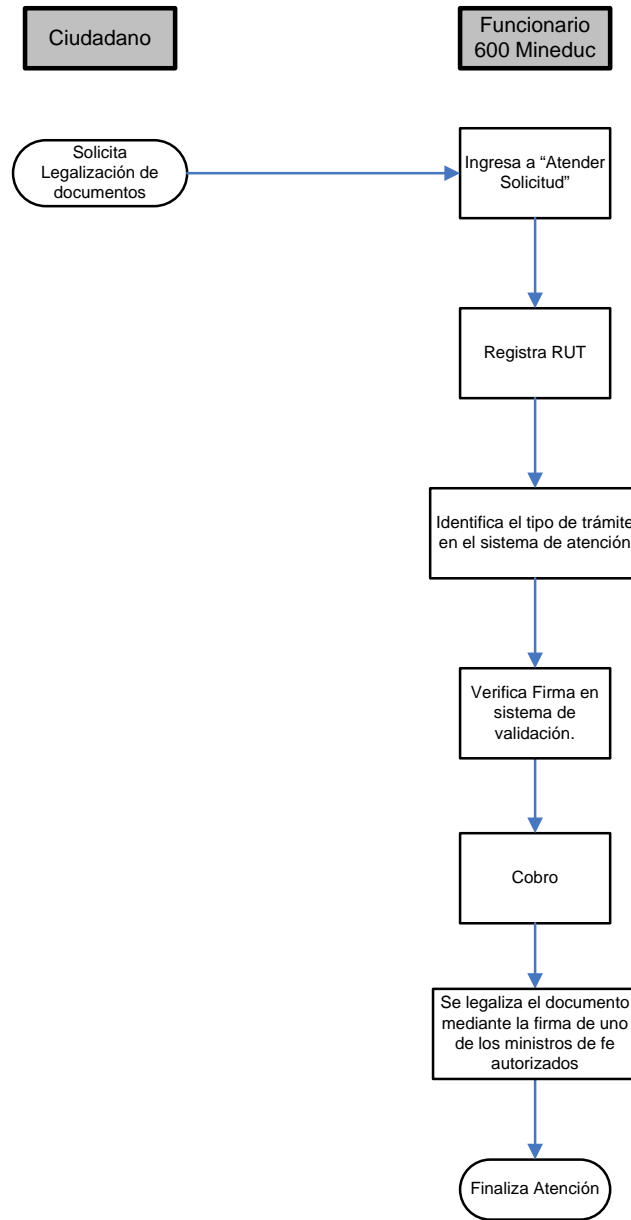 Ciudadano
Funcionario
600 Mineduc
Solicita
Legalización de
documentos
Ingresa a “Atender
Solicitud”
Registra RUT
Identifica el tipo de trámite
en el sistema de atención
Verifica Firma en
sistema de
validación.
Cobro
Se legaliza el documento
mediante la firma de uno
de los ministros de fe
autorizados
Finaliza Atención